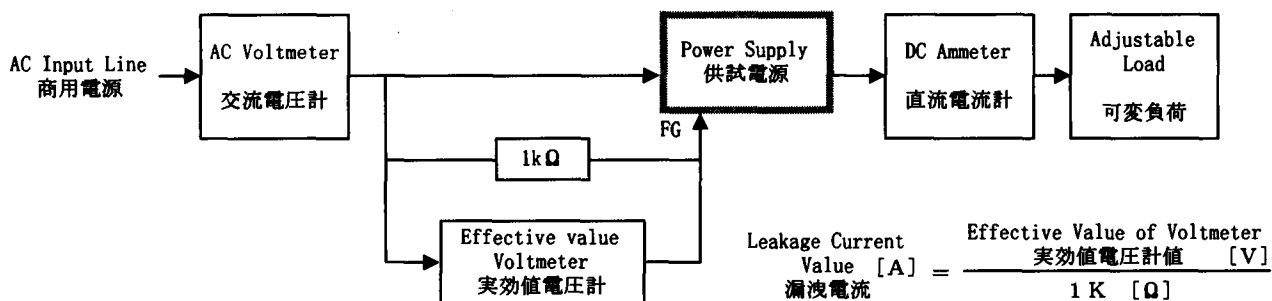 AC Input Line
商用電源
AC Voltmeter
交流電圧計
Power Supply
供試電源
DC Ammeter
直流電流計
Adjustable
Load
可変負荷
FG
1kΩ
Effective value
Voltmeter
実効値電圧計
Leakage Current
Value [A] =
漏洩電流
Effective Value of Voltmeter
実効値電圧計値 [V]
1 K [Ω]